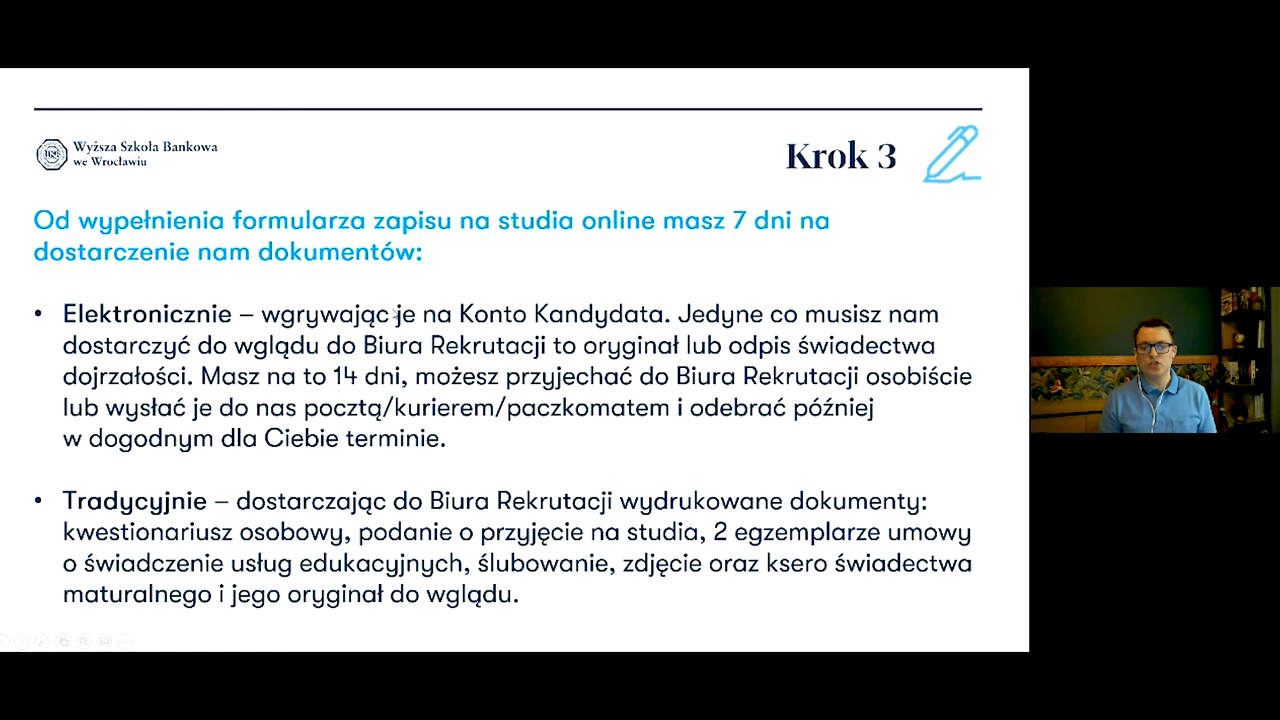 Wyższa Szkoła Bankowa
we Wrocławiu
Krok 3
Od wypełnienia formularza zapisu na studia online masz 7 dni na
dostarczenie nam dokumentów:
• Elektronicznie – wgrywając je na Konto Kandydata. Jedyne co musisz nam
dostarczyć do wglądu do Biura Rekrutacji to oryginał lub odpis świadectwa
dojrzałości. Masz na to 14 dni, możesz przyjechać do Biura Rekrutacji osobiście
lub wysłać je do nas pocztą/kurierem/paczkomatem i odebrać później
w dogodnym dla Ciebie terminie.
• Tradycyjnie – dostarczając do Biura Rekrutacji wydrukowane dokumenty:
kwestionariusz osobowy, podanie o przyjęcie na studia, 2 egzemplarze umowy
o świadczenie usług edukacyjnych, ślubowanie, zdjęcie oraz ksero świadectwa
maturalnego i jego oryginał do wglądu.